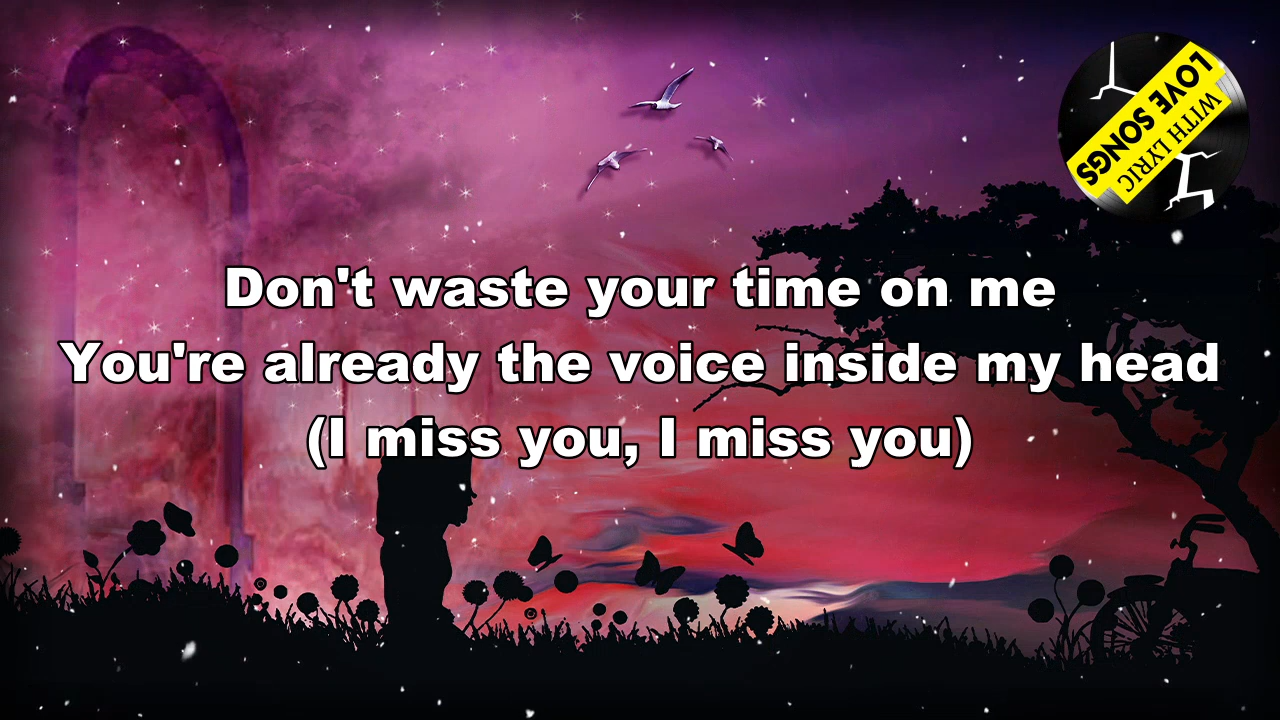 LOVE SONGS
WITH LYRIC
Don't waste your time on me
You're already the voice inside my head
(I miss you, I miss you)